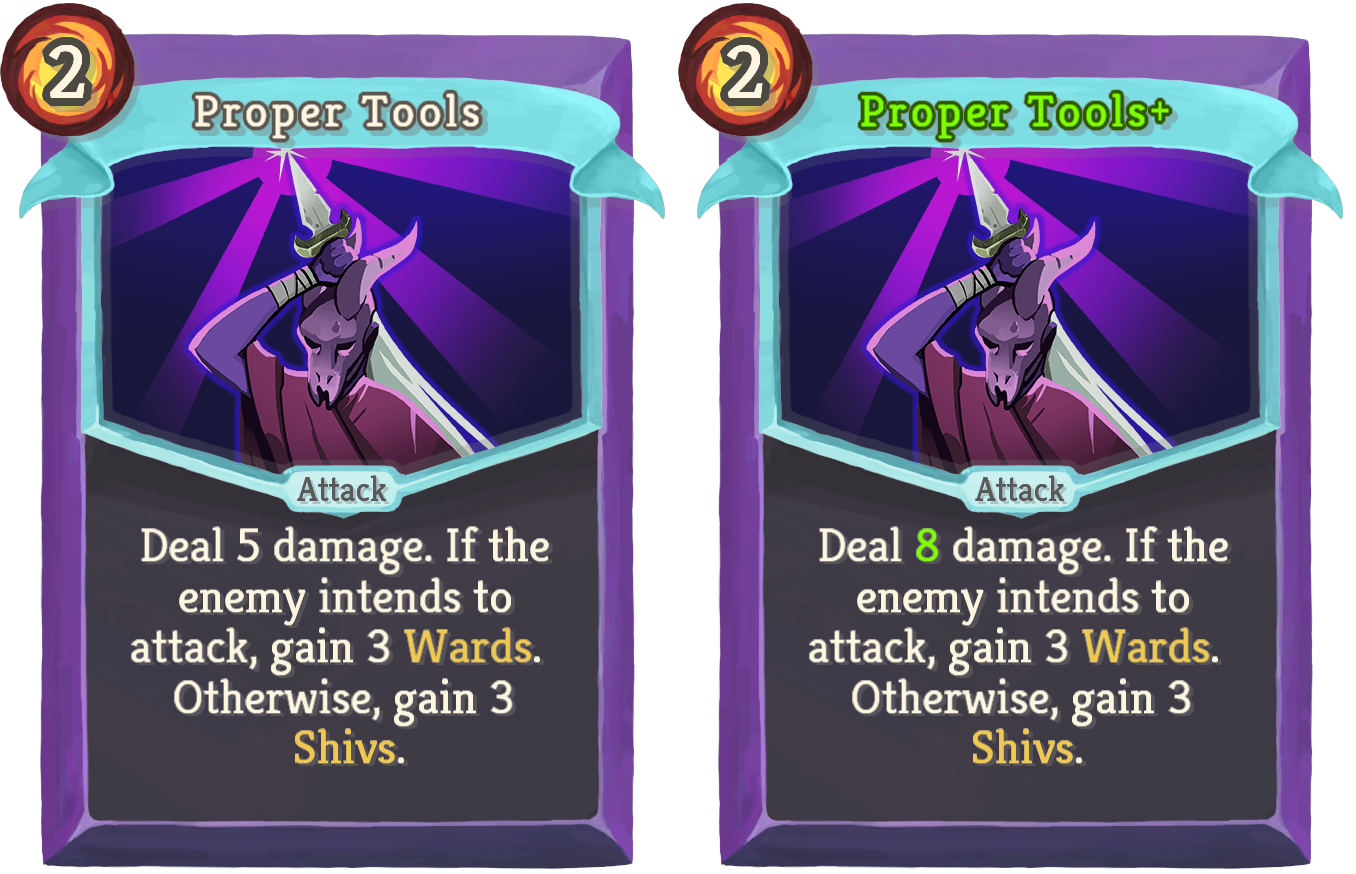 2
Proper Tools
Attack
Deal 5 damage. If the
enemy intends to
attack, gain 3 Wards.
Otherwise, gain 3
Shivs.
2
Proper Tools+
Attack
Deal 8 damage. If the
enemy intends to
attack, gain 3 Wards.
Otherwise, gain 3
Shivs.